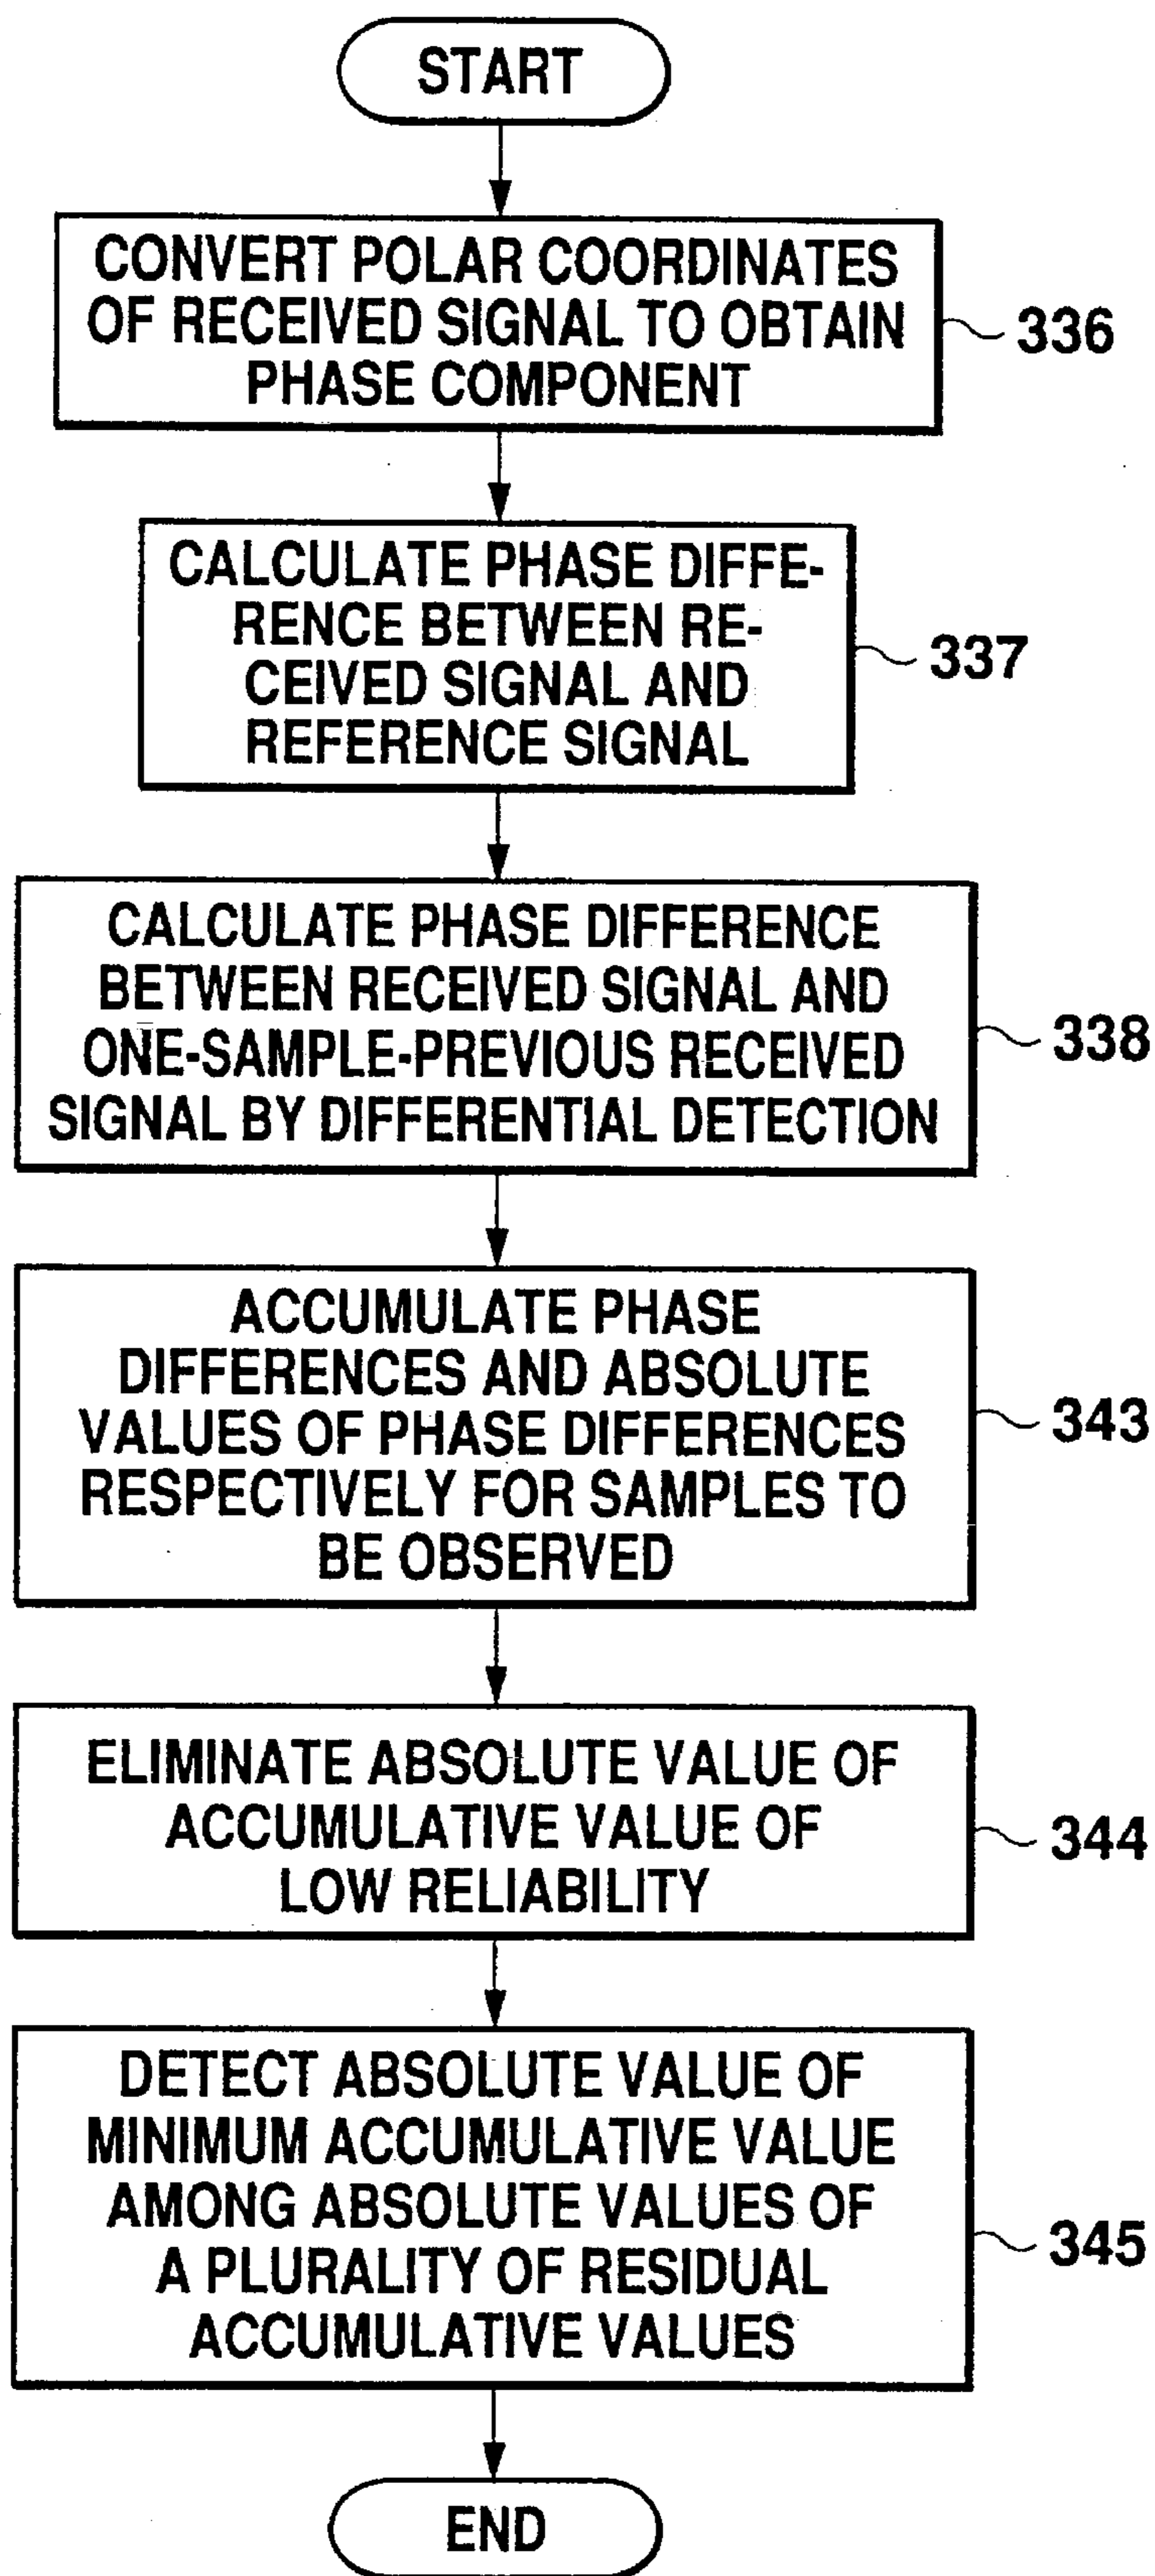 START
CONVERT POLAR COORDINATES
OF RECEIVED SIGNAL TO OBTAIN
PHASE COMPONENT
336
CALCULATE PHASE DIFFE-
RENCE BETWEEN RE-
CEIVED SIGNAL AND
REFERENCE SIGNAL
337
CALCULATE PHASE DIFFERENCE
BETWEEN RECEIVED SIGNAL AND
ONE-SAMPLE-PREVIOUS RECEIVED
SIGNAL BY DIFFERENTIAL DETECTION
338
ACCUMULATE PHASE
DIFFERENCES AND ABSOLUTE
VALUES OF PHASE DIFFERENCES
RESPECTIVELY FOR SAMPLES TO
BE OBSERVED
343
ELIMINATE ABSOLUTE VALUE OF
ACCUMULATIVE VALUE OF
LOW RELIABILITY
344
DETECT ABSOLUTE VALUE OF
MINIMUM ACCUMULATIVE VALUE
AMONG ABSOLUTE VALUES OF
A PLURALITY OF RESIDUAL
ACCUMULATIVE VALUES
345
END